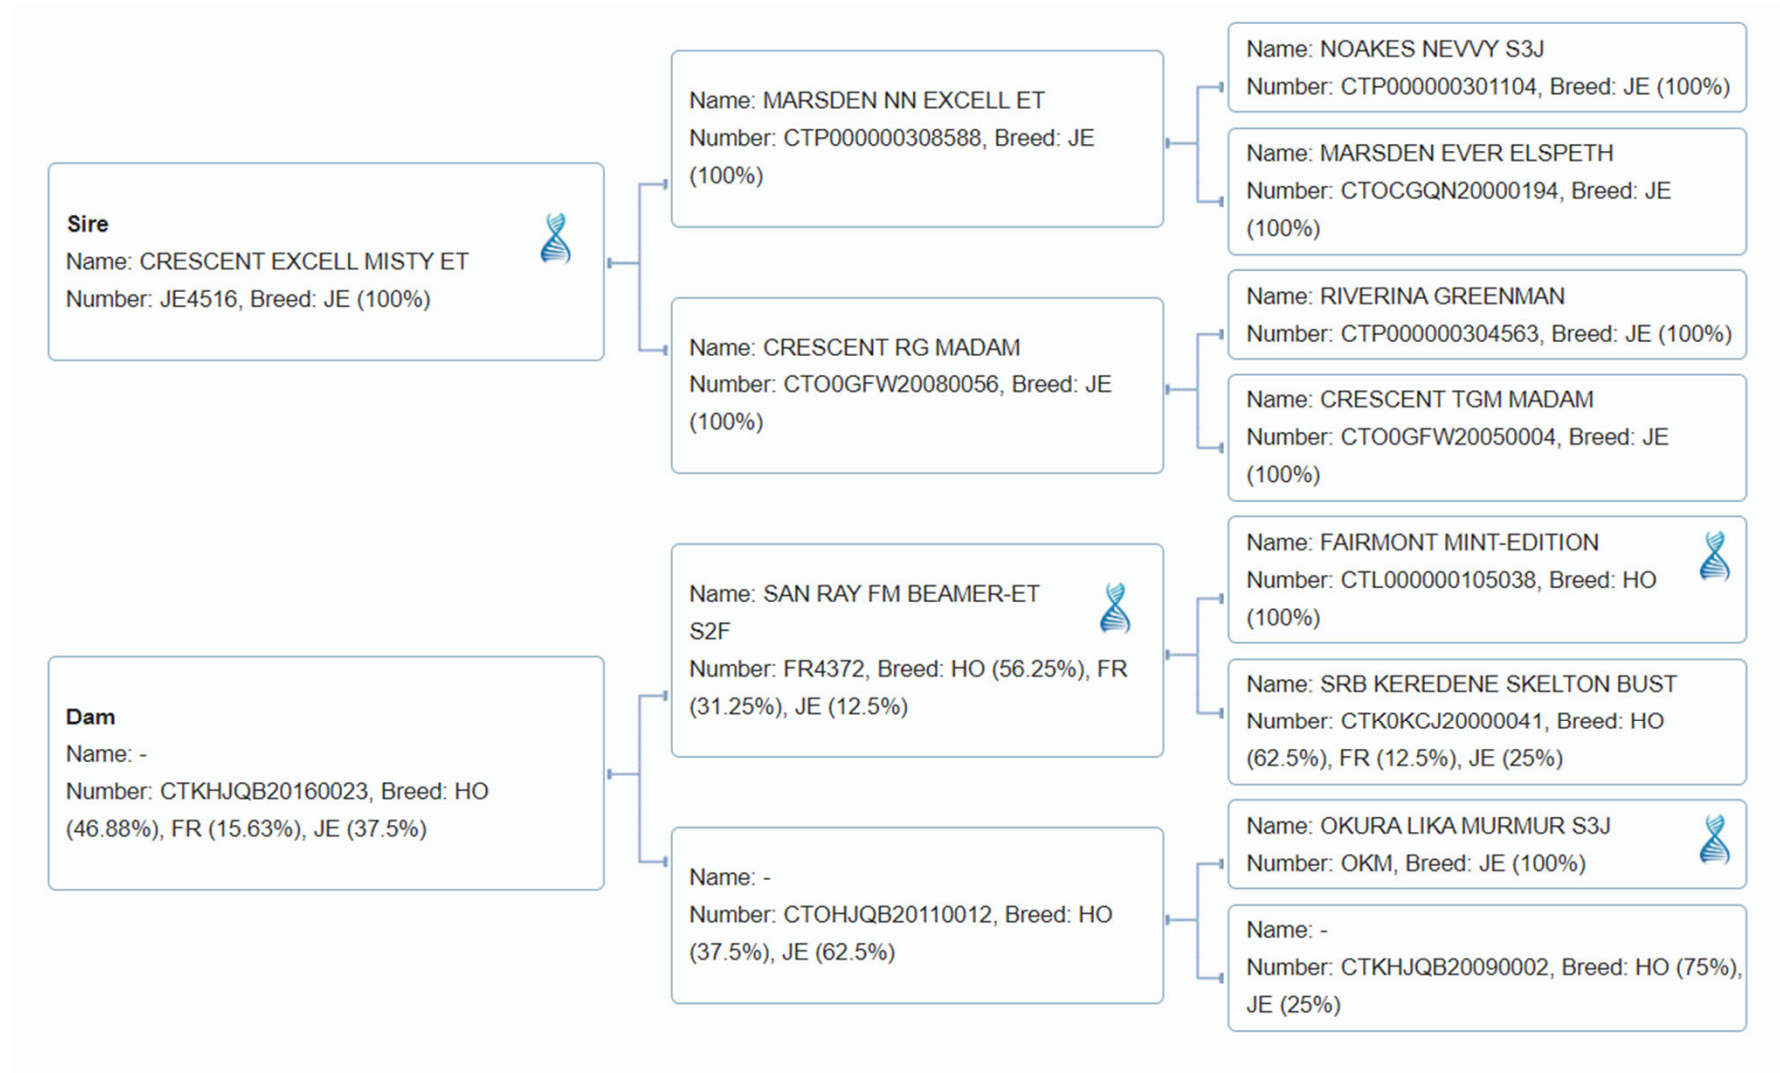 Sire
Name: CRESCENT EXCELL MISTY ET
Number: JE4516, Breed: JE (100%)
Name: MARSDEN NN EXCELL ET
Number: CTP000000308588, Breed: JE
(100%)
Name: NOAKES NEVVY S3J
Number: CTP000000301104, Breed: JE (100%)
Name: MARSDEN EVER ELSPETH
Number: CTOCGQN20000194, Breed: JE
(100%)
Name: CRESCENT RG MADAM
Number: CTO0GFW20080056, Breed: JE
(100%)
Name: RIVERINA GREENMAN
Number: CTP000000304563, Breed: JE (100%)
Name: CRESCENT TGM MADAM
Number: CTO0GFW20050004, Breed: JE
(100%)
Dam
Name: -
Number: CTKHJQB20160023, Breed: HO
(46.88%), FR (15.63%), JE (37.5%)
Name: SAN RAY FM BEAMER-ET
S2F
Number: FR4372, Breed: HO (56.25%), FR
(31.25%), JE (12.5%)
Name: FAIRMONT MINT-EDITION
Number: CTL000000105038, Breed: HO
(100%)
Name: SRB KEREDENE SKELTON BUST
Number: CTK0KCJ20000041, Breed: HO
(62.5%), FR (12.5%), JE (25%)
Name: -
Number: CTOHJQB20110012, Breed: HO
(37.5%), JE (62.5%)
Name: OKURA LIKA MURMUR S3J
Number: OKM, Breed: JE (100%)
Name: -
Number: CTKHJQB20090002, Breed: HO (75%),
JE (25%)